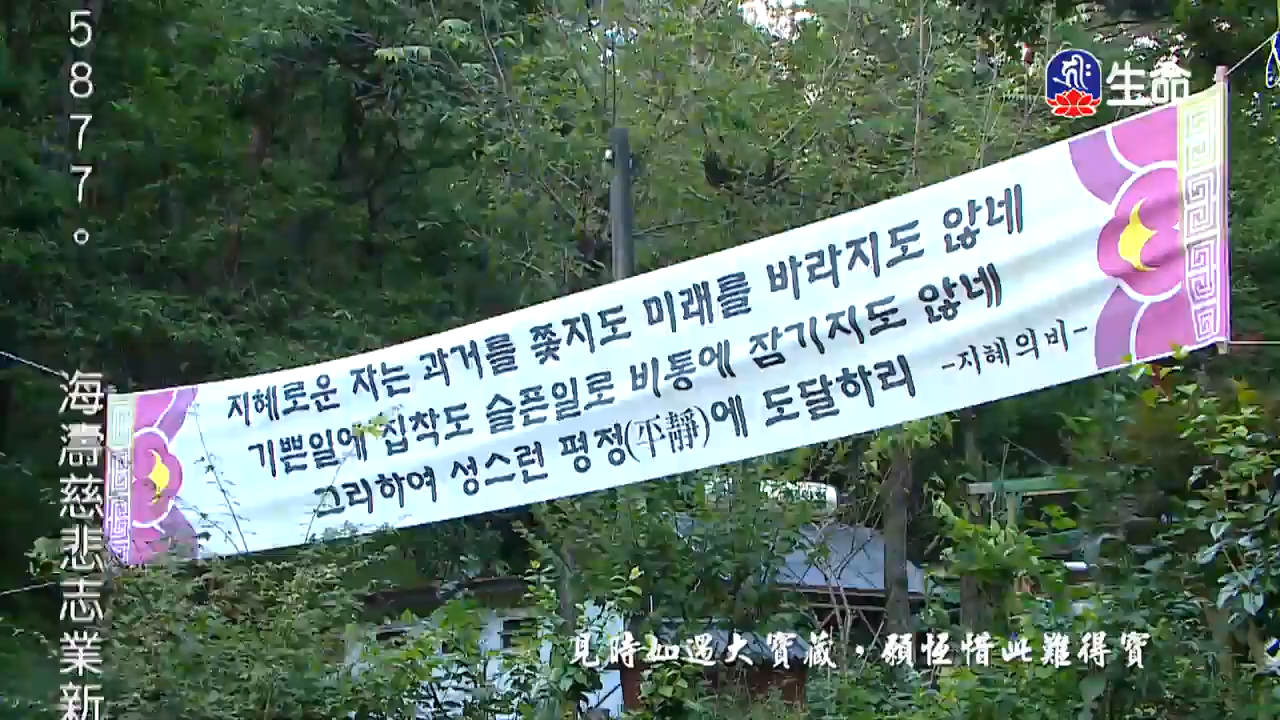 5877。
海濤慈悲志業新
生命
지혜로운 자는 과거를 쫓지도 미래를 바라지도 않네
기쁜일에 집착도 슬픈일로 비통에 잠기지도 않네
그리하여 성스런 평정(平靜)에 도달하리 -지혜의비-
見時如遇大寶藏，願恆惜此難得寶